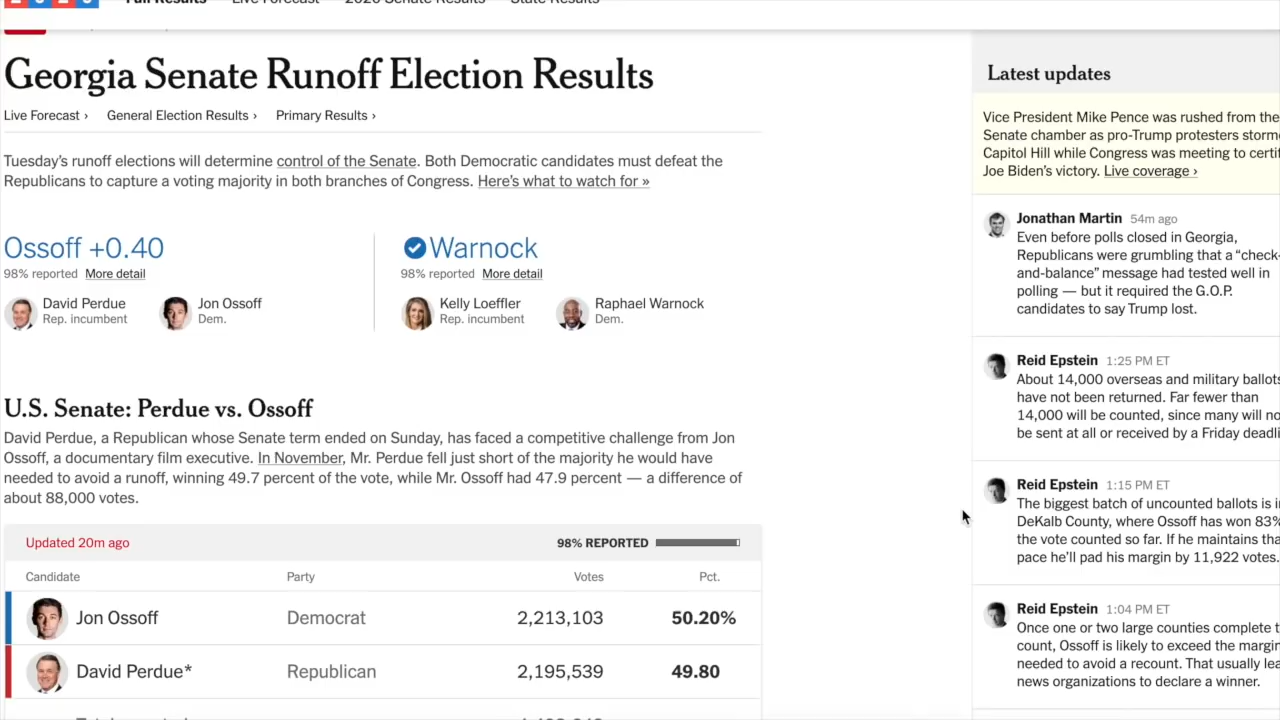 Full Results Live Forecast 2020 Senate Results State Results
Georgia Senate Runoff Election Results
Live Forecast › General Election Results › Primary Results ›
Tuesday’s runoff elections will determine control of the Senate. Both Democratic candidates must defeat the
Republicans to capture a voting majority in both branches of Congress. Here’s what to watch for »
Ossoff +0.40
98% reported More detail
David Perdue
Rep. incumbent
Jon Ossoff
Dem.
Warnock
98% reported More detail
Kelly Loeffler
Rep. incumbent
Raphael Warnock
Dem.
U.S. Senate: Perdue vs. Ossoff
David Perdue, a Republican whose Senate term ended on Sunday, has faced a competitive challenge from Jon
Ossoff, a documentary film executive. In November, Mr. Perdue fell just short of the majority he would have
needed to avoid a runoff, winning 49.7 percent of the vote, while Mr. Ossoff had 47.9 percent — a difference of
about 88,000 votes.
Updated 20m ago 98% REPORTED
Candidate Party Votes Pct.
Jon Ossoff Democrat 2,213,103 50.20%
David Perdue* Republican 2,195,539 49.80
Latest updates
Vice President Mike Pence was rushed from the
Senate chamber as pro-Trump protesters storm
Capitol Hill while Congress was meeting to certif
Joe Biden’s victory. Live coverage ›
Jonathan Martin 54m ago
Even before polls closed in Georgia,
Republicans were grumbling that a “check-
and-balance” message had tested well in
polling — but it required the G.O.P.
candidates to say Trump lost.
Reid Epstein 1:25 PM ET
About 14,000 overseas and military ballots
have not been returned. Far fewer than
14,000 will be counted, since many will no
be sent at all or received by a Friday deadli
Reid Epstein 1:15 PM ET
The biggest batch of uncounted ballots is i
DeKalb County, where Ossoff has won 83%
the vote counted so far. If he maintains tha
pace he’ll pad his margin by 11,922 votes.
Reid Epstein 1:04 PM ET
Once one or two large counties complete t
count, Ossoff is likely to exceed the margin
needed to avoid a recount. That usually lea
news organizations to declare a winner.